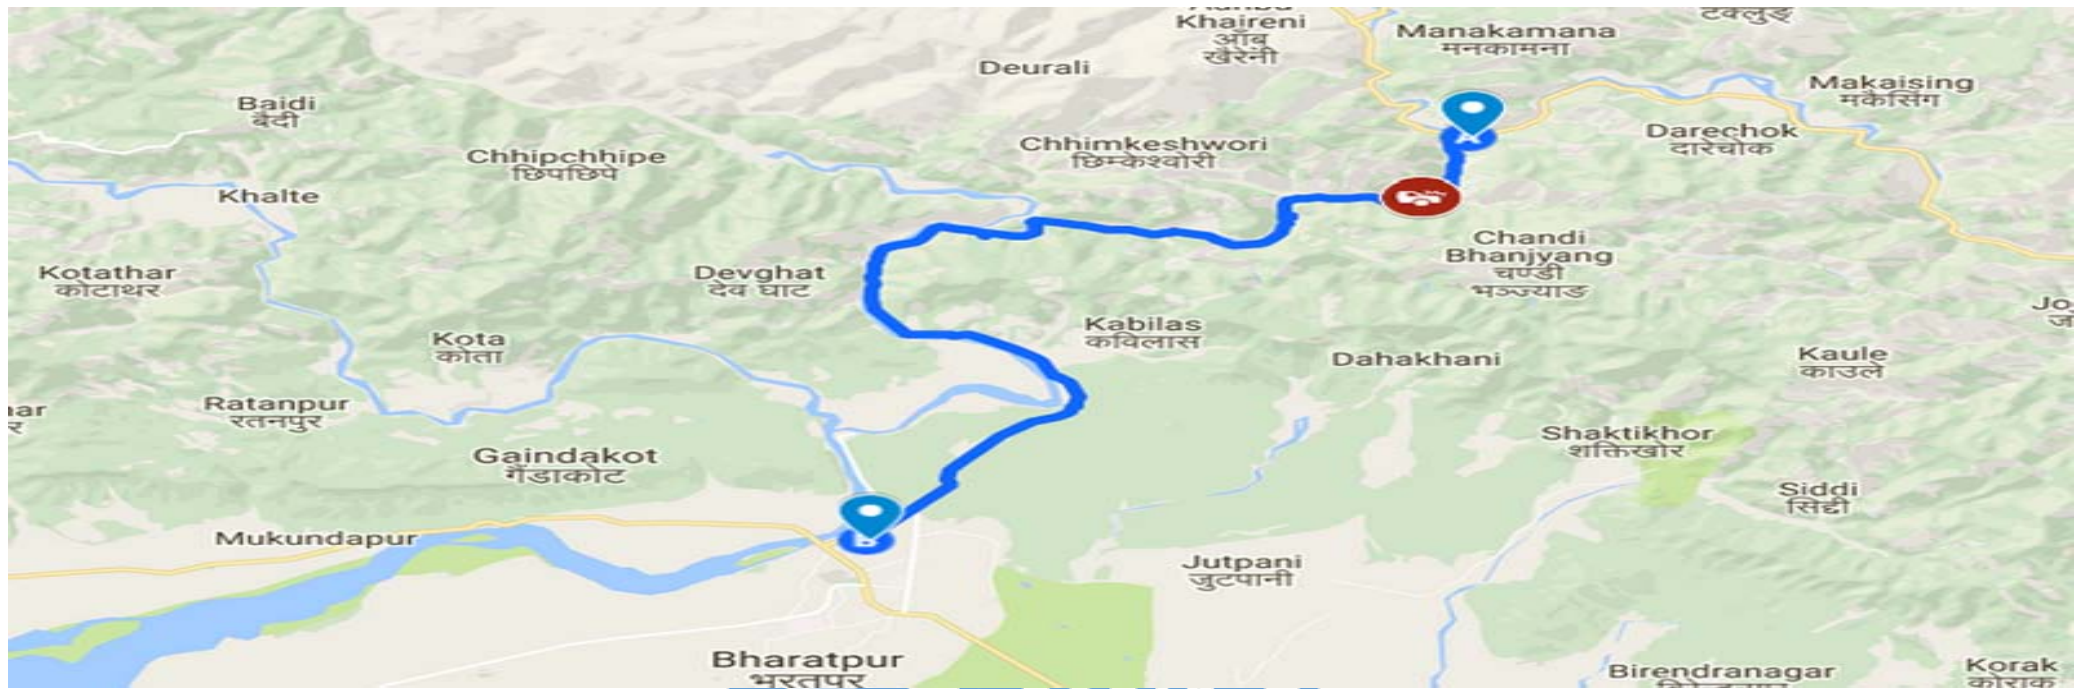 Khaireni
आँबु
खैरेनी
Manakamana
मनकामना
Deurali
Makaising
मकैसिंग
Baidi
बैदी
Darechok
दारेचोक
Chhimkeshwori
छिम्केश्वोरी
Chhipchhipe
छिपछिपे
Khalte
Chandi
Bhanjyang
चण्डी
भञ्ज्याङ
Kotathar
कोटाथर
Devghat
देव घाट
Kabilas
कविलास
Kota
कोता
Dahakhani
Kaule
काउले
Ratanpur
रतनपुर
Shaktikhor
शक्तिखोर
Gaindakot
गैंडाकोट
Siddi
सिद्दी
Mukundapur
Jutpani
जुटपानी
Bharatpur
भरतपुर
Birendranagar
Korak
कोराक